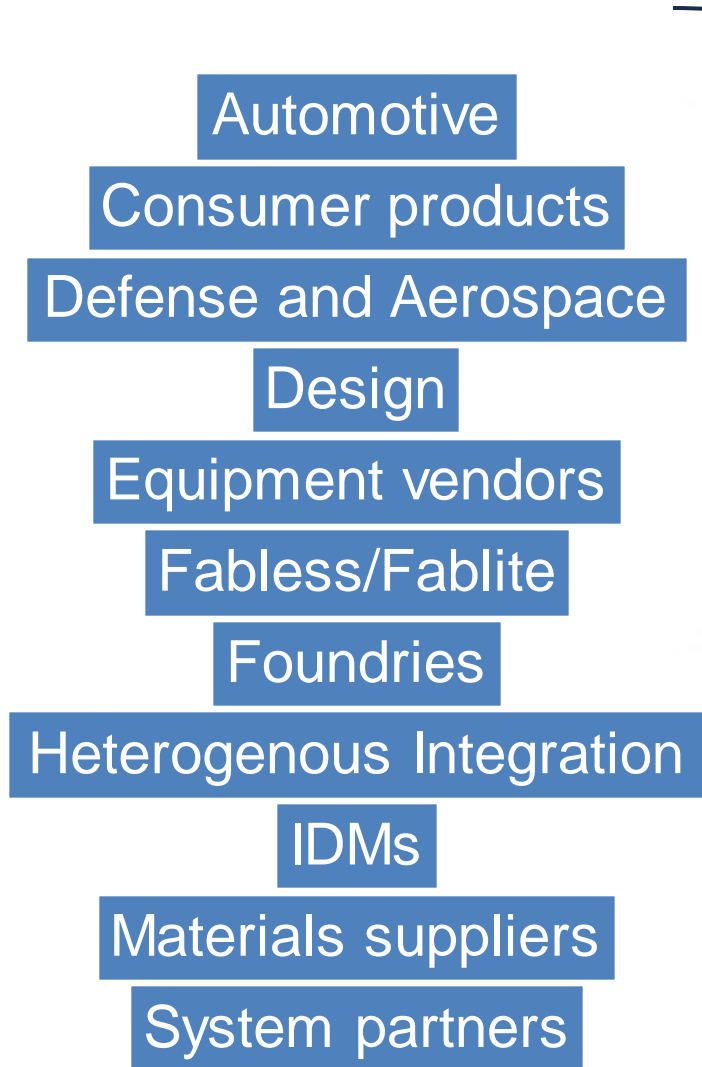 Automotive
Consumer products
Defense and Aerospace
Design
Equipment vendors
Fabless/Fablite
Foundries
Heterogenous Integration
IDMs
Materials suppliers
System partners